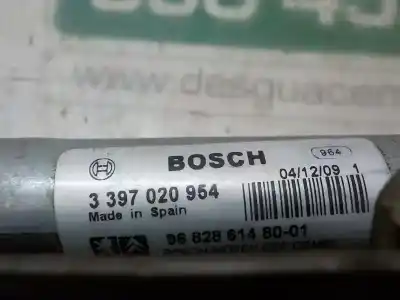 www.desguace
BOSCH
964
04/12/09 1
3 397 020 954
Made in Spain
96 828 614 80-01